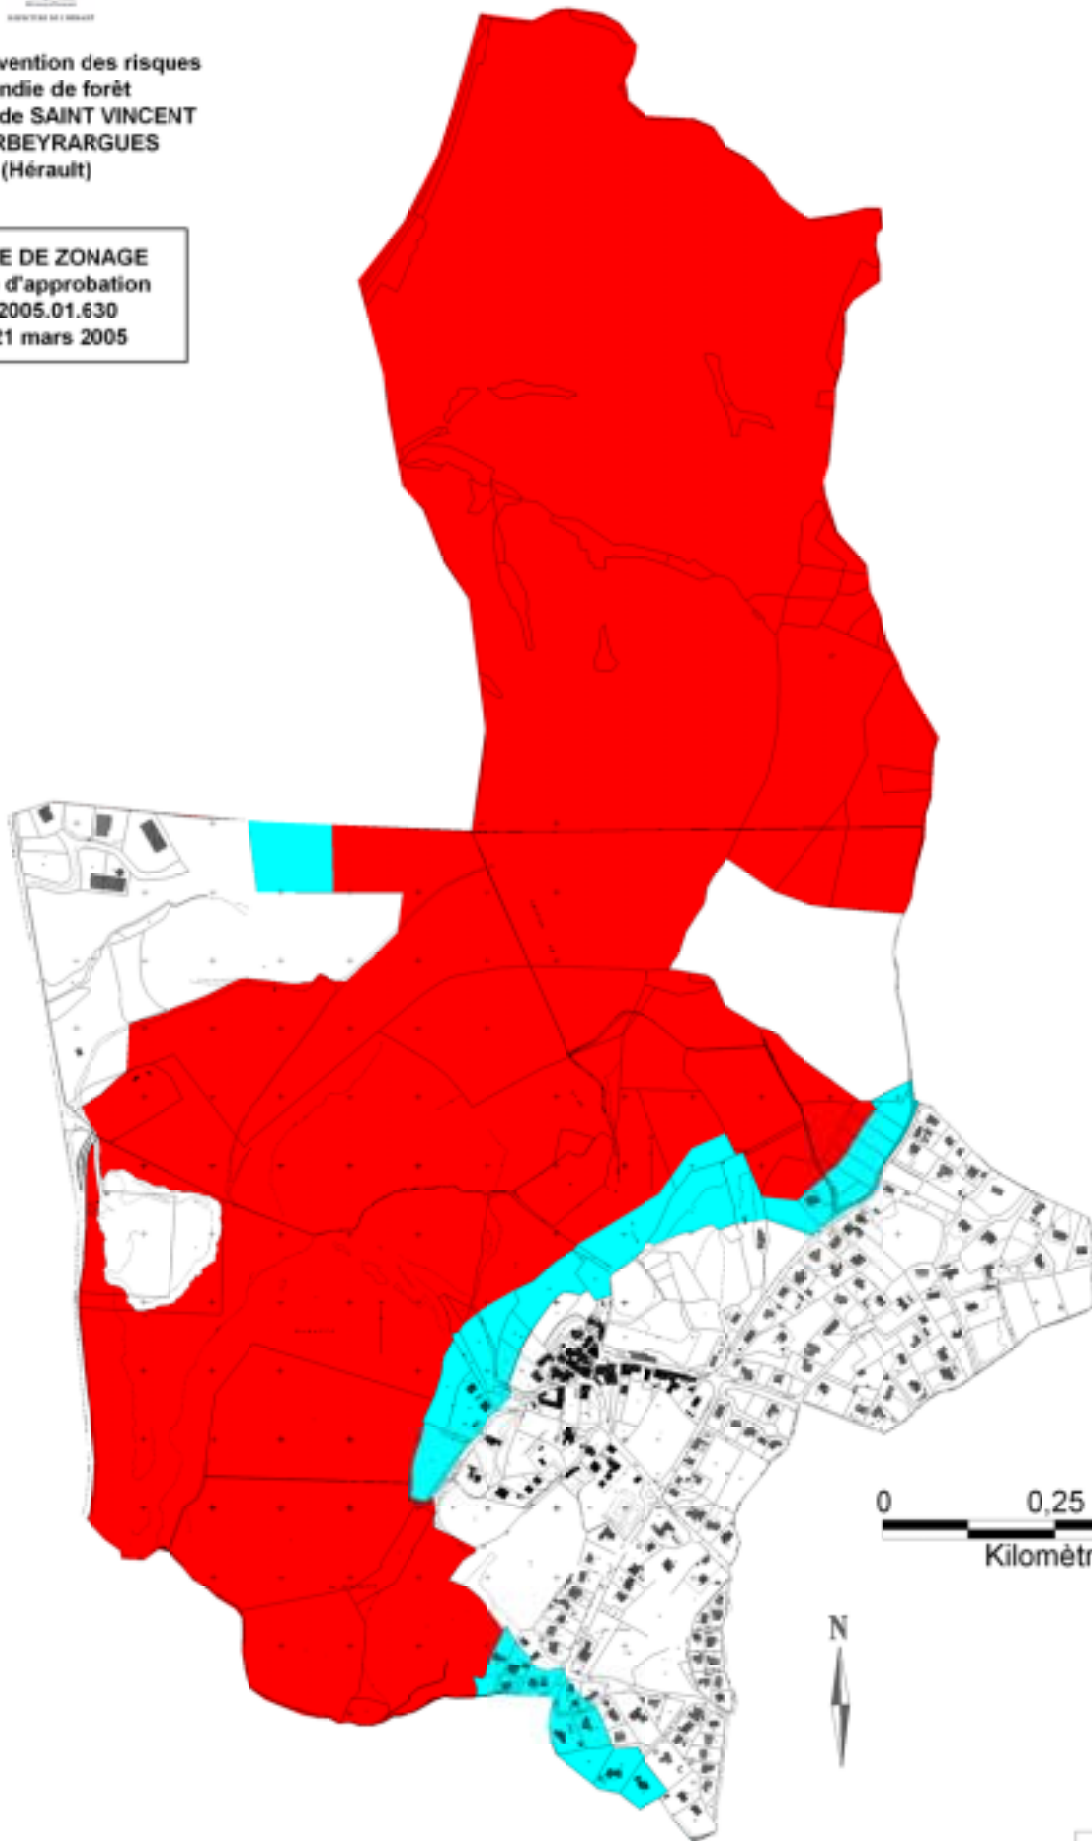 vention des risques
ndie de forêt
de SAINT VINCENT
RBEYRARGUES
(Hérault)
E DE ZONAGE
d'approbation
2005.01.630
21 mars 2005
0 0,25
Kilomètr
N